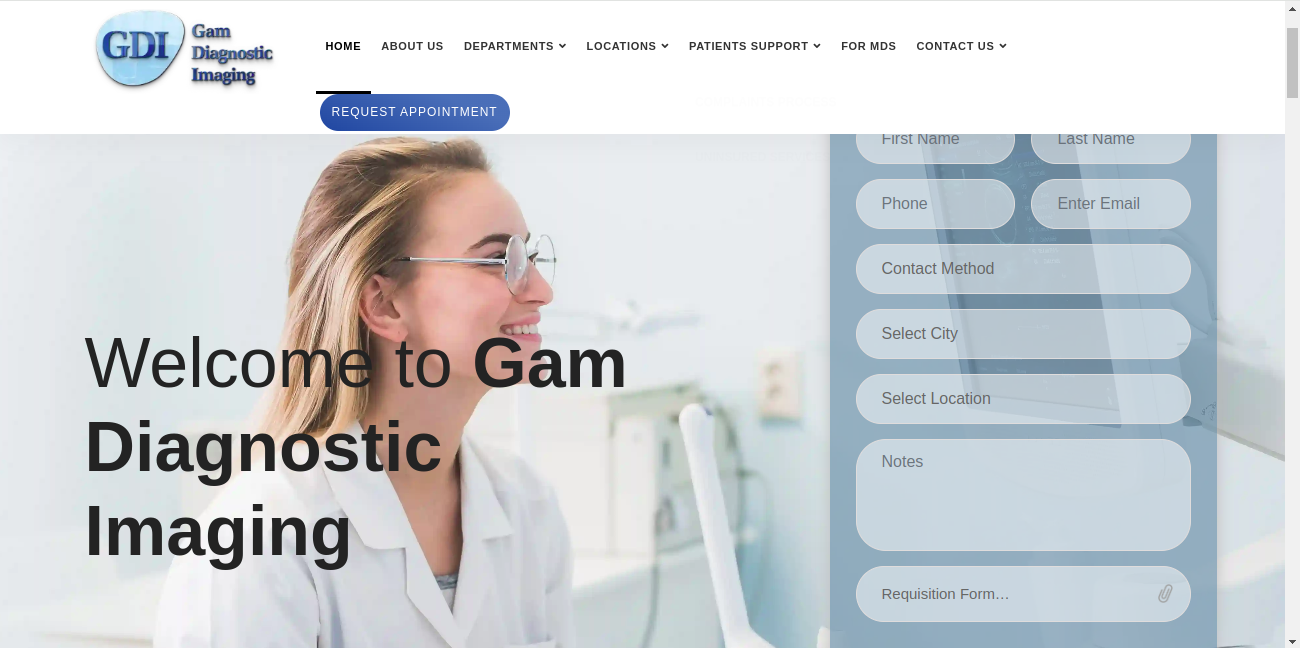 GDI
Gam
Diagnostic
Imaging
HOME
ABOUT US
DEPARTMENTS
LOCATIONS
PATIENTS SUPPORT
FOR MDS
CONTACT US
REQUEST APPOINTMENT
First Name
Last Name
Phone
Enter Email
Contact Method
Select City
Select Location
Notes
Requisition Form…
Welcome to Gam
Diagnostic
Imaging